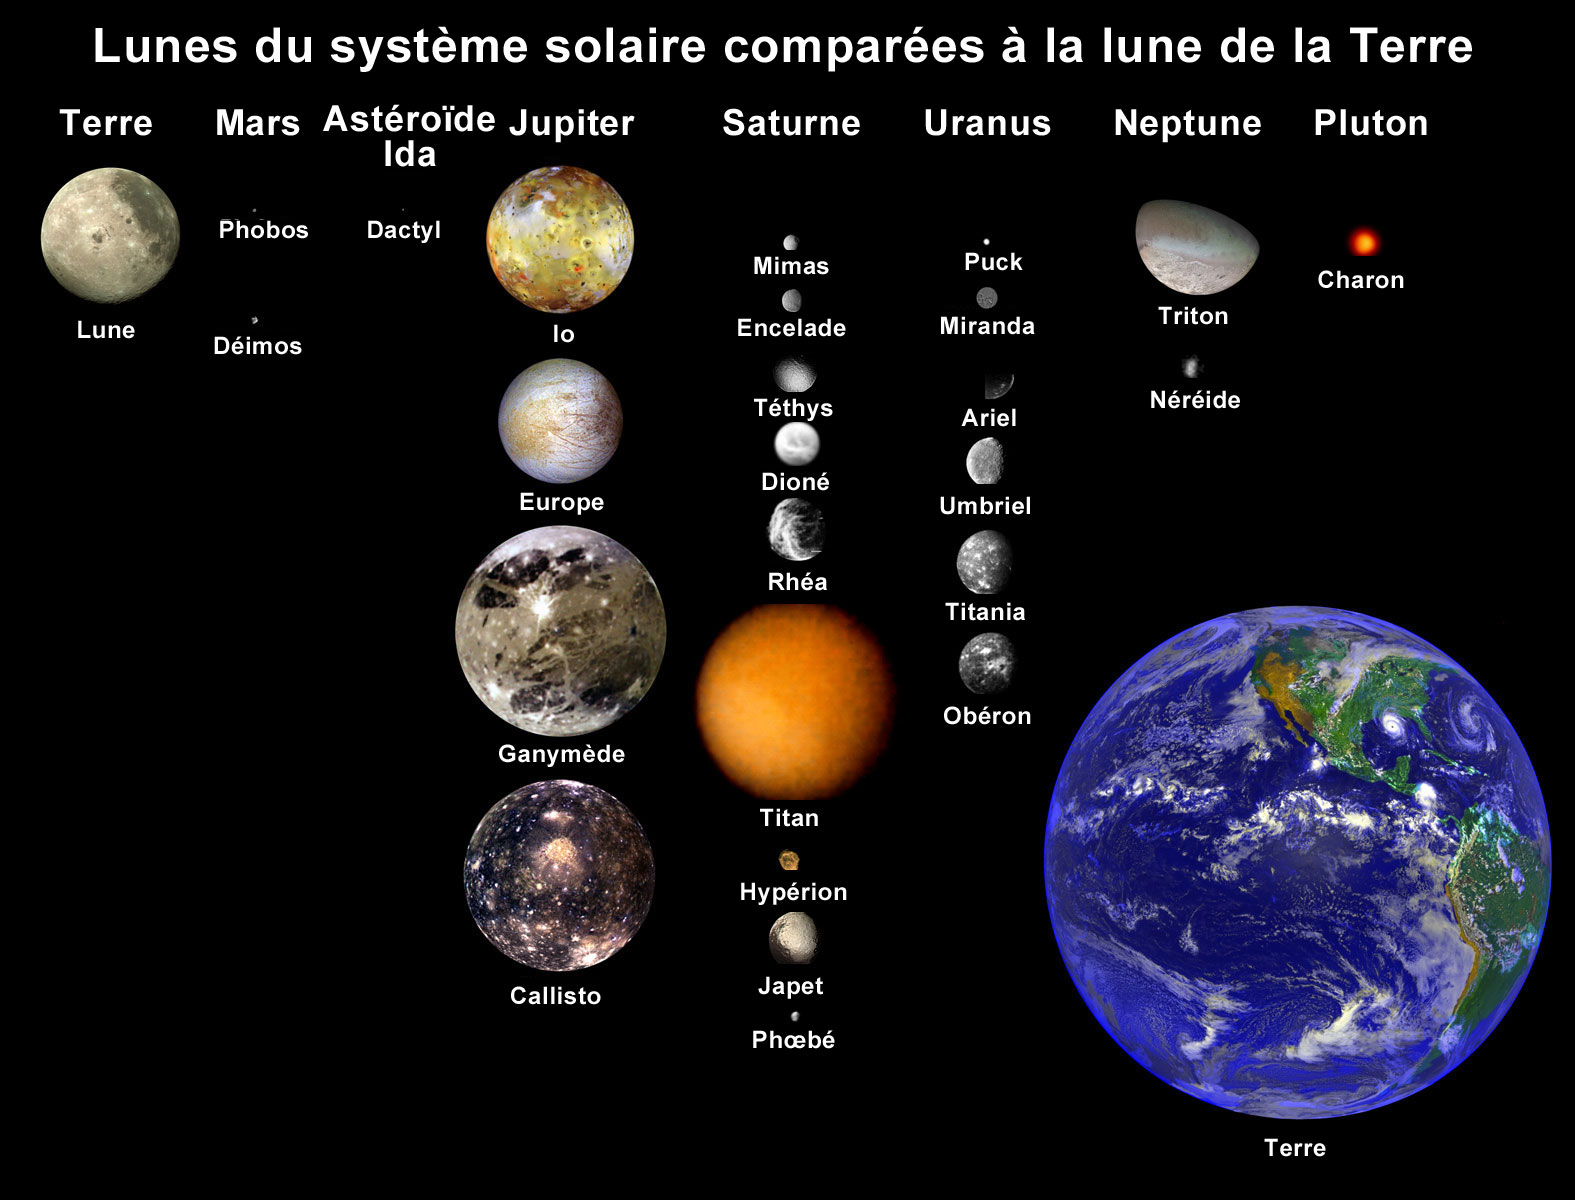 Lunes du système solaire comparées à la lune de la Terre
Terre
Lune
Mars
Phobos
Déimos
Astéroïde
Ida
Dactyl
Jupiter
Io
Europe
Ganymède
Callisto
Saturne
Mimas
Encelade
Téthys
Dioné
Rhéa
Titan
Hypérion
Japet
Phœbé
Uranus
Puck
Miranda
Ariel
Umbriel
Titania
Obéron
Neptune
Triton
Néréide
Pluton
Charon
Terre